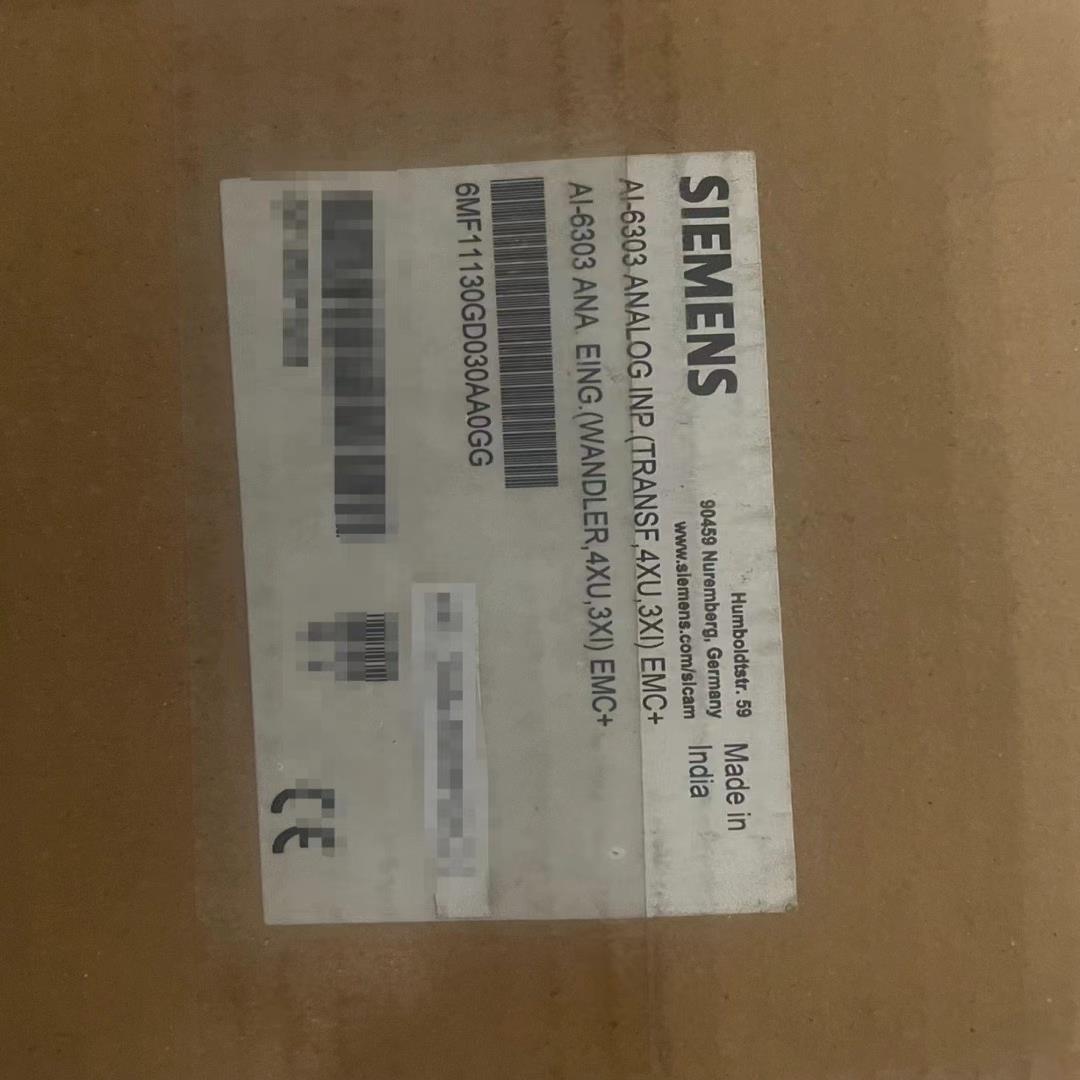 SIEMENS
Humboldtstr. 59
90459 Nuremberg, Germany
www.siemens.com/sicam
Made in
India
AI-6303 ANALOG INP.(TRANSF,4XU,3XI) EMC+
AI-6303 ANA. EING.(WANDLER,4XU,3XI) EMC+
6MF11130GD030AA0GG
CE